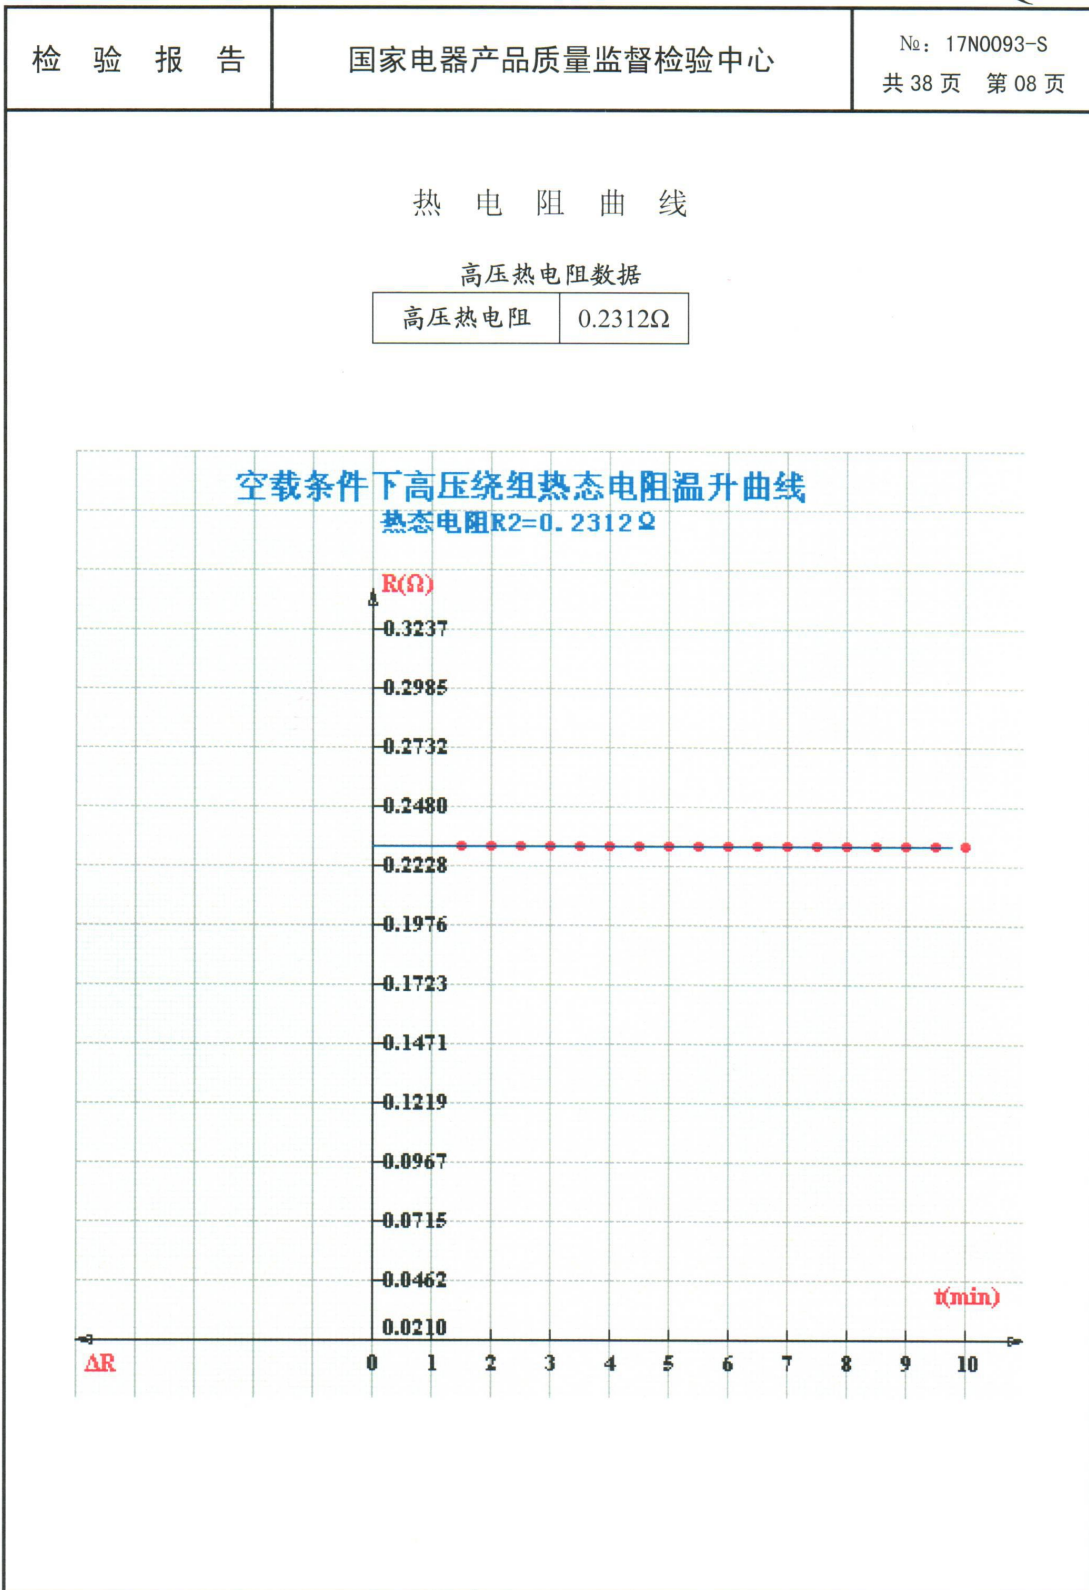 检 验 报 告
国家电器产品质量监督检验中心
№: 17N0093-S
共 38 页 第 08 页
热 电 阻 曲 线
高压热电阻数据
高压热电阻 0.2312Ω
空载条件下高压绕组热态电阻温升曲线
热态电阻R2=0.2312Ω
R(Ω)
0.3237
0.2985
0.2732
0.2480
0.2228
0.1976
0.1723
0.1471
0.1219
0.0967
0.0715
0.0462
t(min)
0.0210
ΔR
0 1 2 3 4 5 6 7 8 9 10